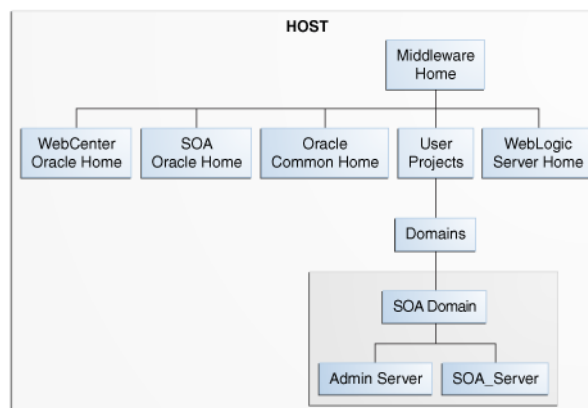 HOST
Middleware
Home
WebCenter
Oracle Home
SOA
Oracle Home
Oracle
Common Home
User
Projects
WebLogic
Server Home
Domains
SOA Domain
Admin Server
SOA_Server